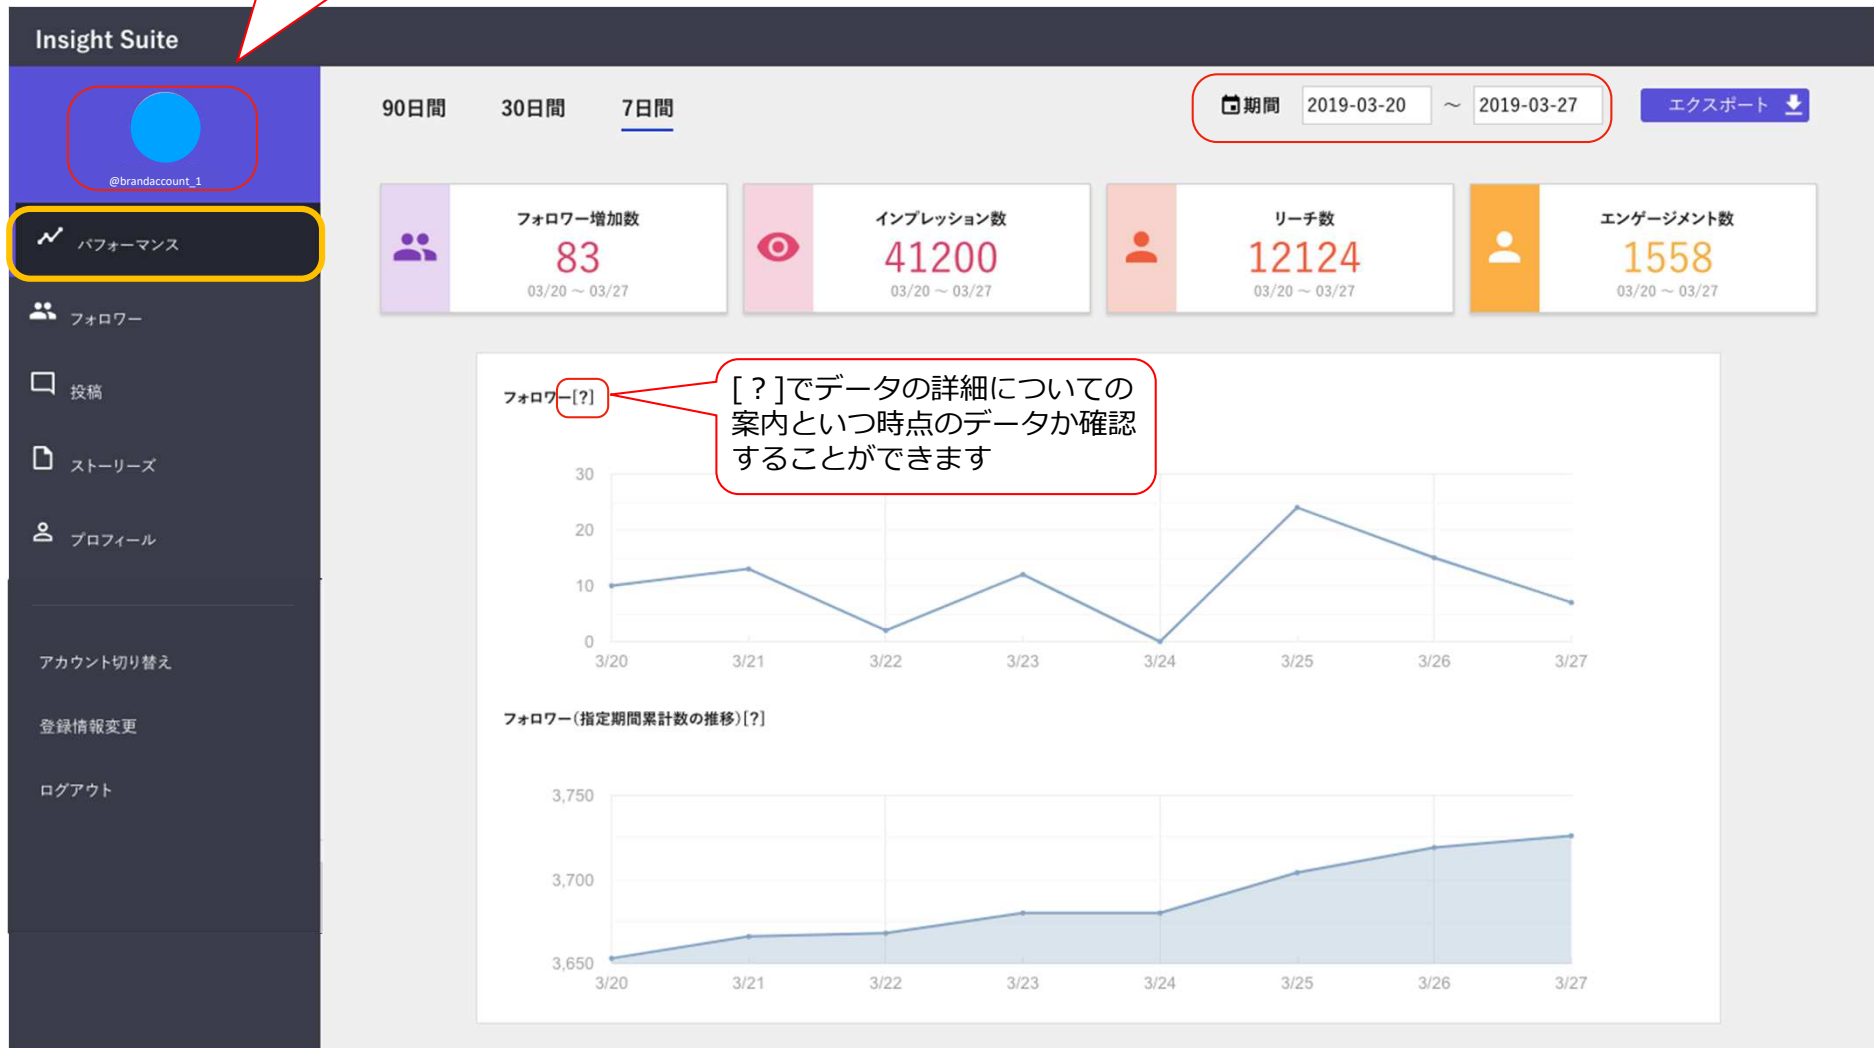 Insight Suite
@brandaccount_1
パフォーマンス
フォロワー
投稿
ストーリーズ
プロフィール
アカウント切り替え
登録情報変更
ログアウト
90日間 30日間 7日間
期間 2019-03-20 ～ 2019-03-27
エクスポート
フォロワー増加数
83
03/20 ～ 03/27
インプレッション数
41200
03/20 ～ 03/27
リーチ数
12124
03/20 ～ 03/27
エンゲージメント数
1558
03/20 ～ 03/27
フォロワー[?]
[？]でデータの詳細についての
案内といつ時点のデータか確認
することができます
30
20
10
0
3/20 3/21 3/22 3/23 3/24 3/25 3/26 3/27
フォロワー(指定期間累計数の推移)[?]
3,750
3,700
3,650
3/20 3/21 3/22 3/23 3/24 3/25 3/26 3/27